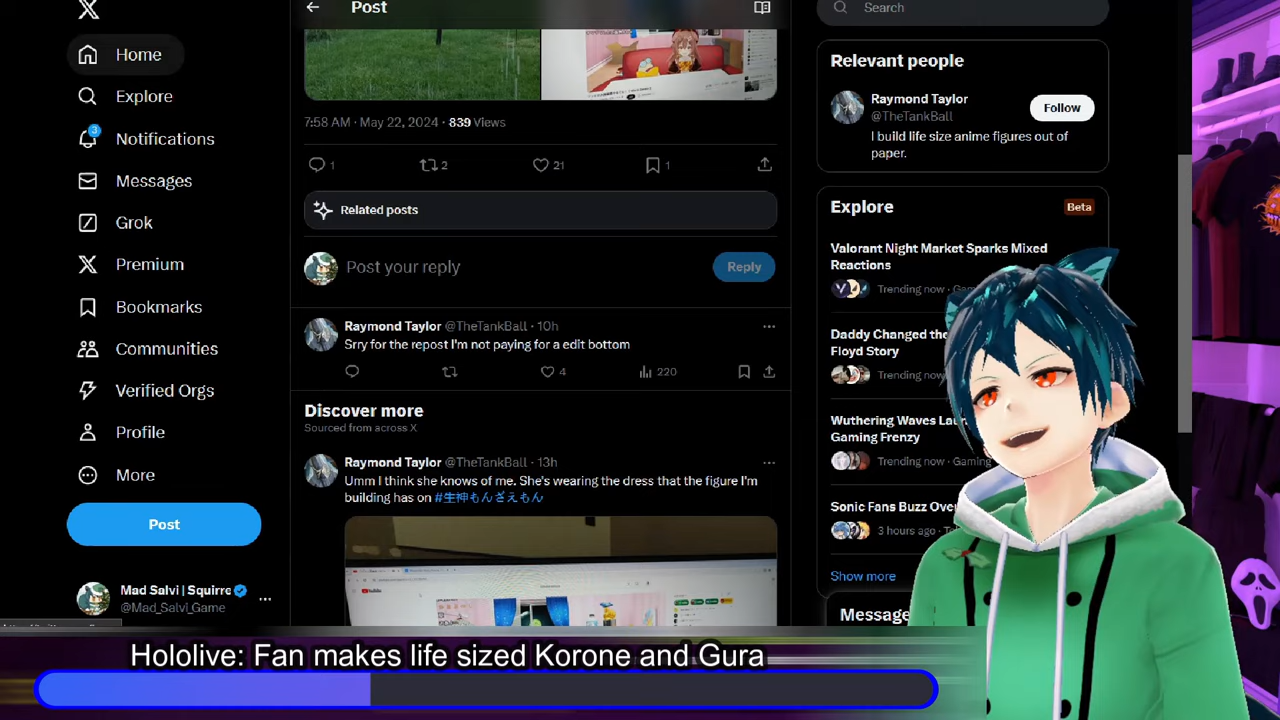 Home
Explore
3
Notifications
Messages
Grok
Premium
Bookmarks
Communities
Verified Orgs
Profile
More
Post
Mad Salvi | Squirre
@Mad_Salvi_Game
Post
7:58 AM · May 22, 2024 · 839 Views
1
2
21
1
Related posts
Post your reply
Reply
Raymond Taylor @TheTankBall · 10h
Srry for the repost I'm not paying for a edit bottom
4
220
Discover more
Sourced from across X
Raymond Taylor @TheTankBall · 13h
Umm I think she knows of me. She's wearing the dress that the figure I'm
building has on #生神もんざえもん
Search
Relevant people
Raymond Taylor
@TheTankBall
Follow
I build life size anime figures out of
paper.
Explore
Beta
Valorant Night Market Sparks Mixed
Reactions
Trending now
Daddy Changed the
Floyd Story
Trending now
Wuthering Waves
Gaming Frenzy
Trending now · Gaming
Sonic Fans Buzz Over
3 hours ago
Show more
Message
Hololive: Fan makes life sized Korone and Gura